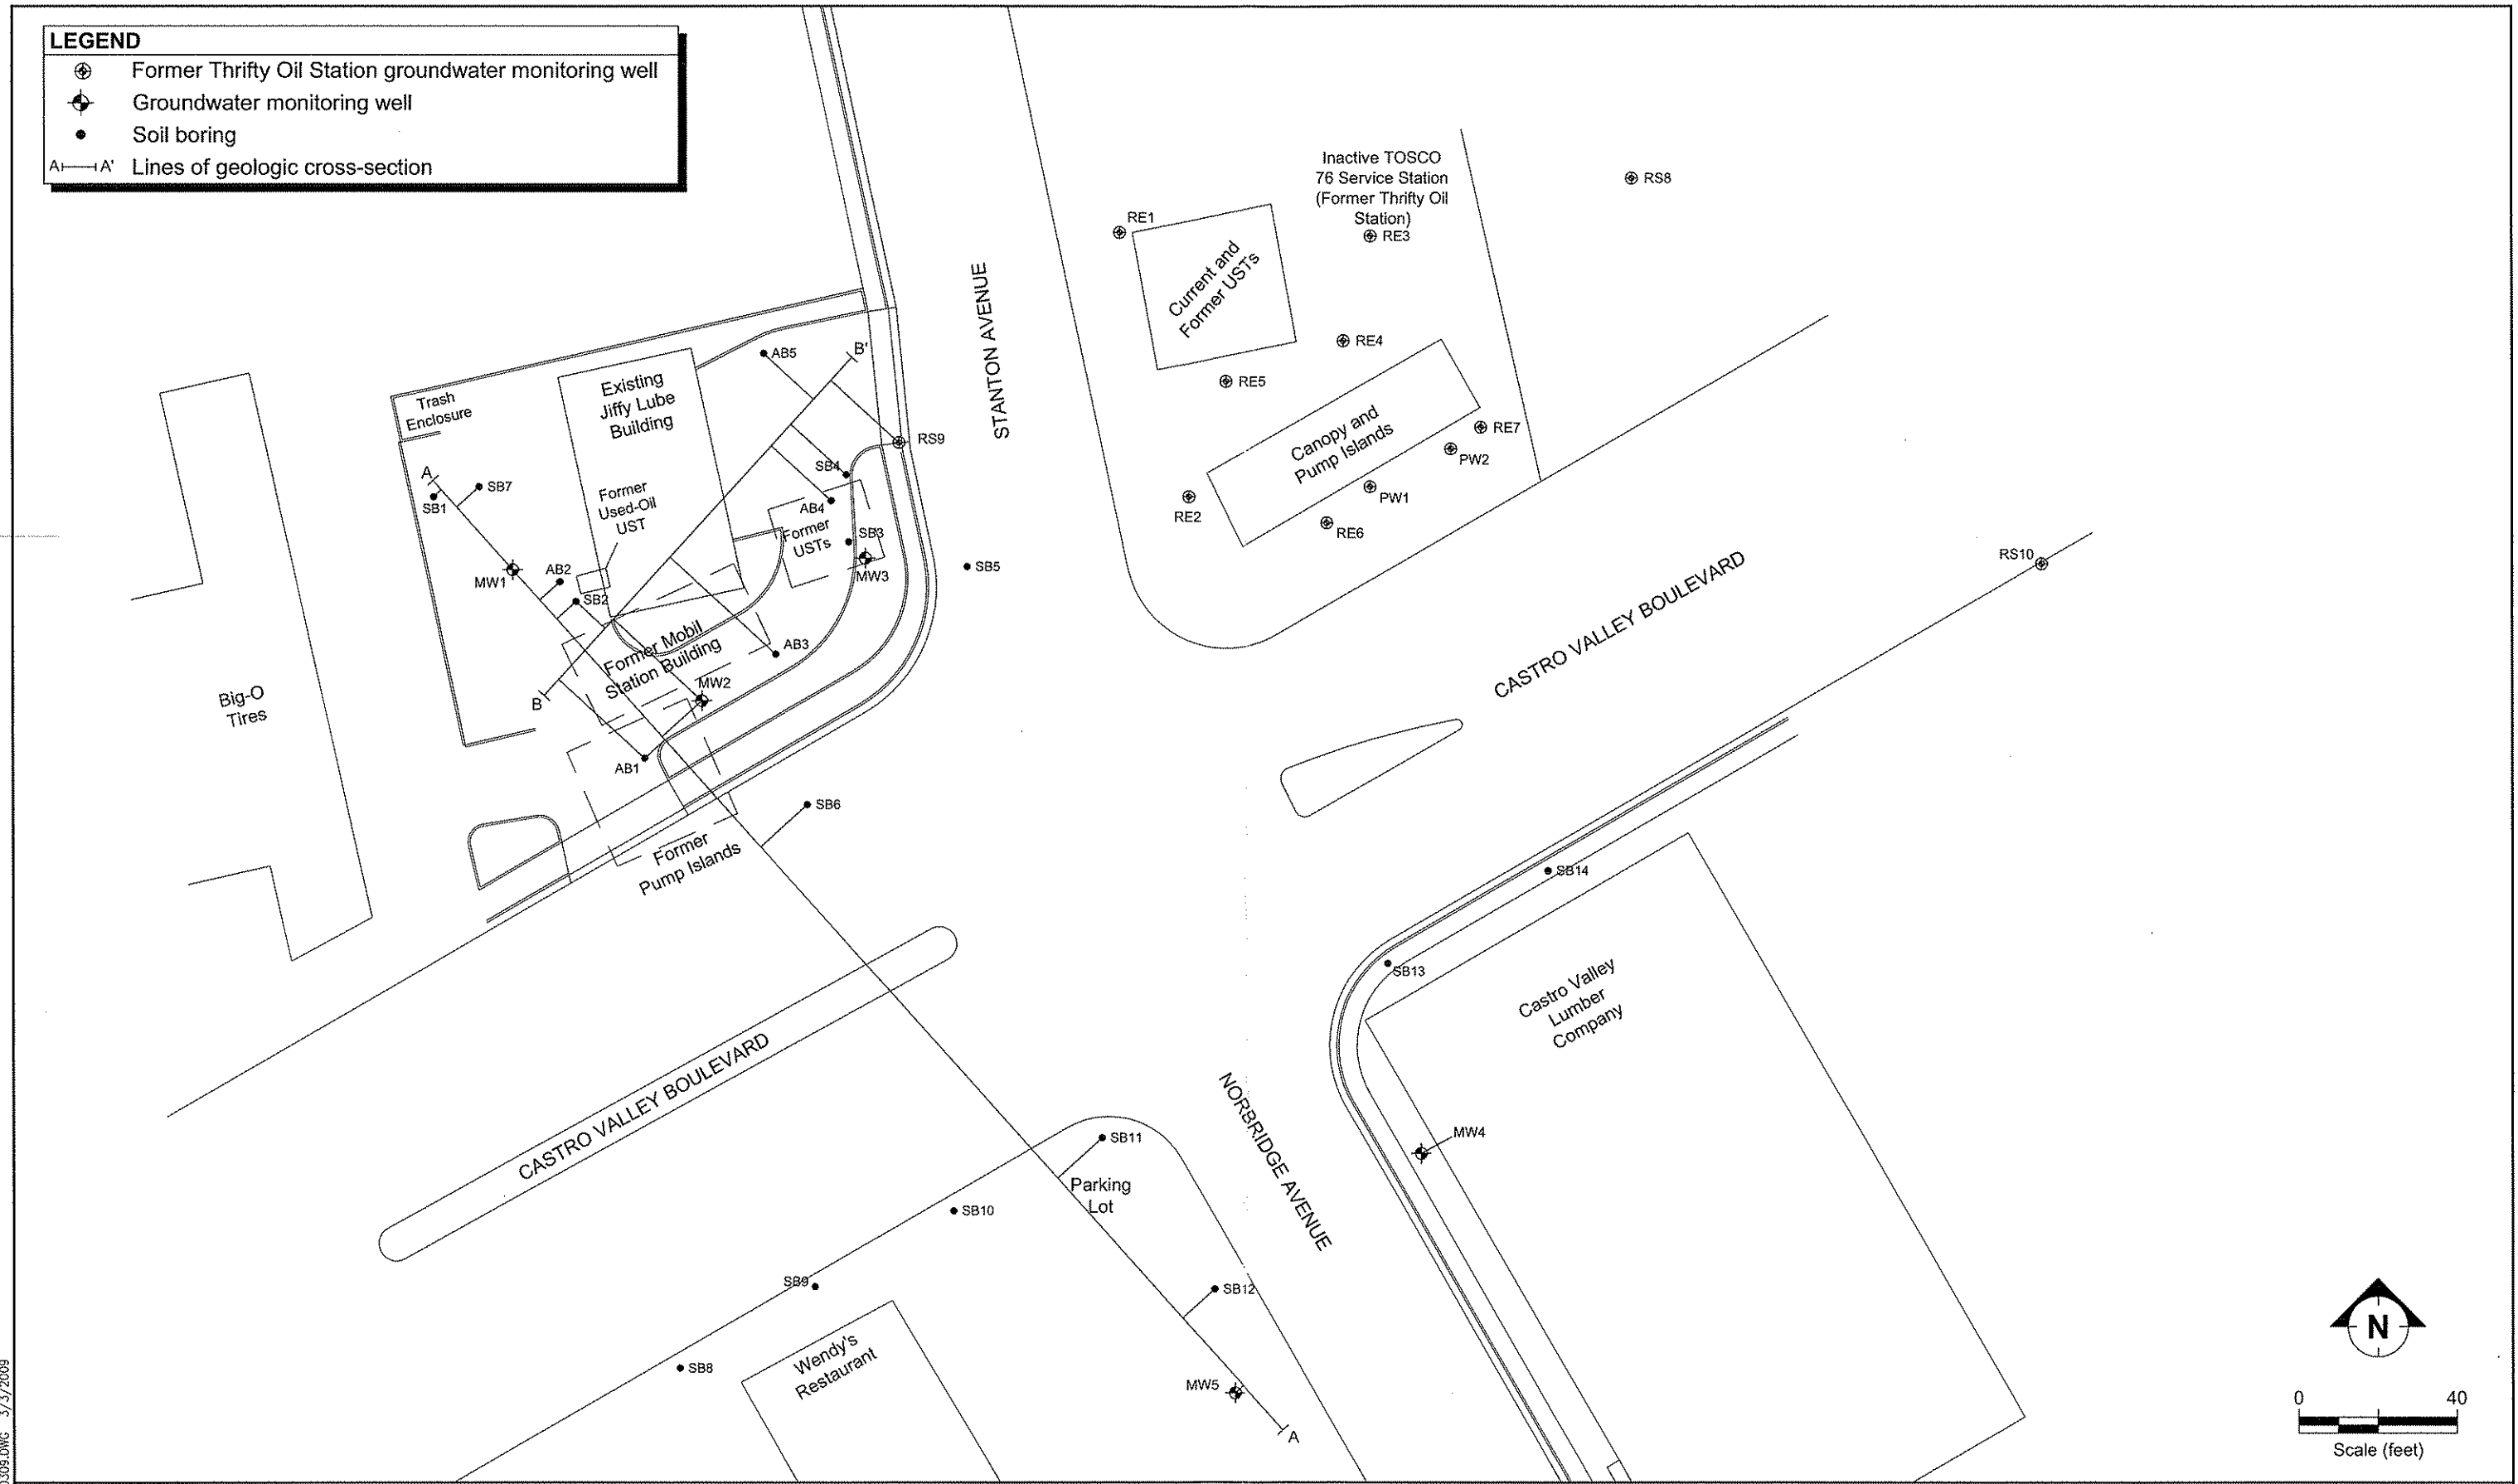 LEGEND
Former Thrifty Oil Station groundwater monitoring well
Groundwater monitoring well
Soil boring
A A' Lines of geologic cross-section
Inactive TOSCO
76 Service Station
(Former Thrifty Oil
Station)
RS8
RE1
RE3
Current and
Former USTs
RE4
RE5
Canopy and
Pump Islands
RE7
PW2
PW1
RE2
RE6
RS10
STANTON AVENUE
AB5
B'
Existing
Jiffy Lube
Building
Trash
Enclosure
RS9
A
SB7
SB1
SB4
Former
Used-Oil
UST
AB4
Former
USTs
SB3
MW3
SB5
MW1
AB2
SB2
Former Mobil
Station Building
AB3
MW2
B
AB1
Big-O
Tires
SB6
Former
Pump Islands
CASTRO VALLEY BOULEVARD
SB14
SB13
Castro Valley
Lumber
Company
CASTRO VALLEY BOULEVARD
NORBRIDGE AVENUE
MW4
SB11
Parking
Lot
SB10
SB9
SB12
SB8
Wendy's
Restaurant
MW5
A
N
0 40
Scale (feet)
0309.DWG 3/3/2009